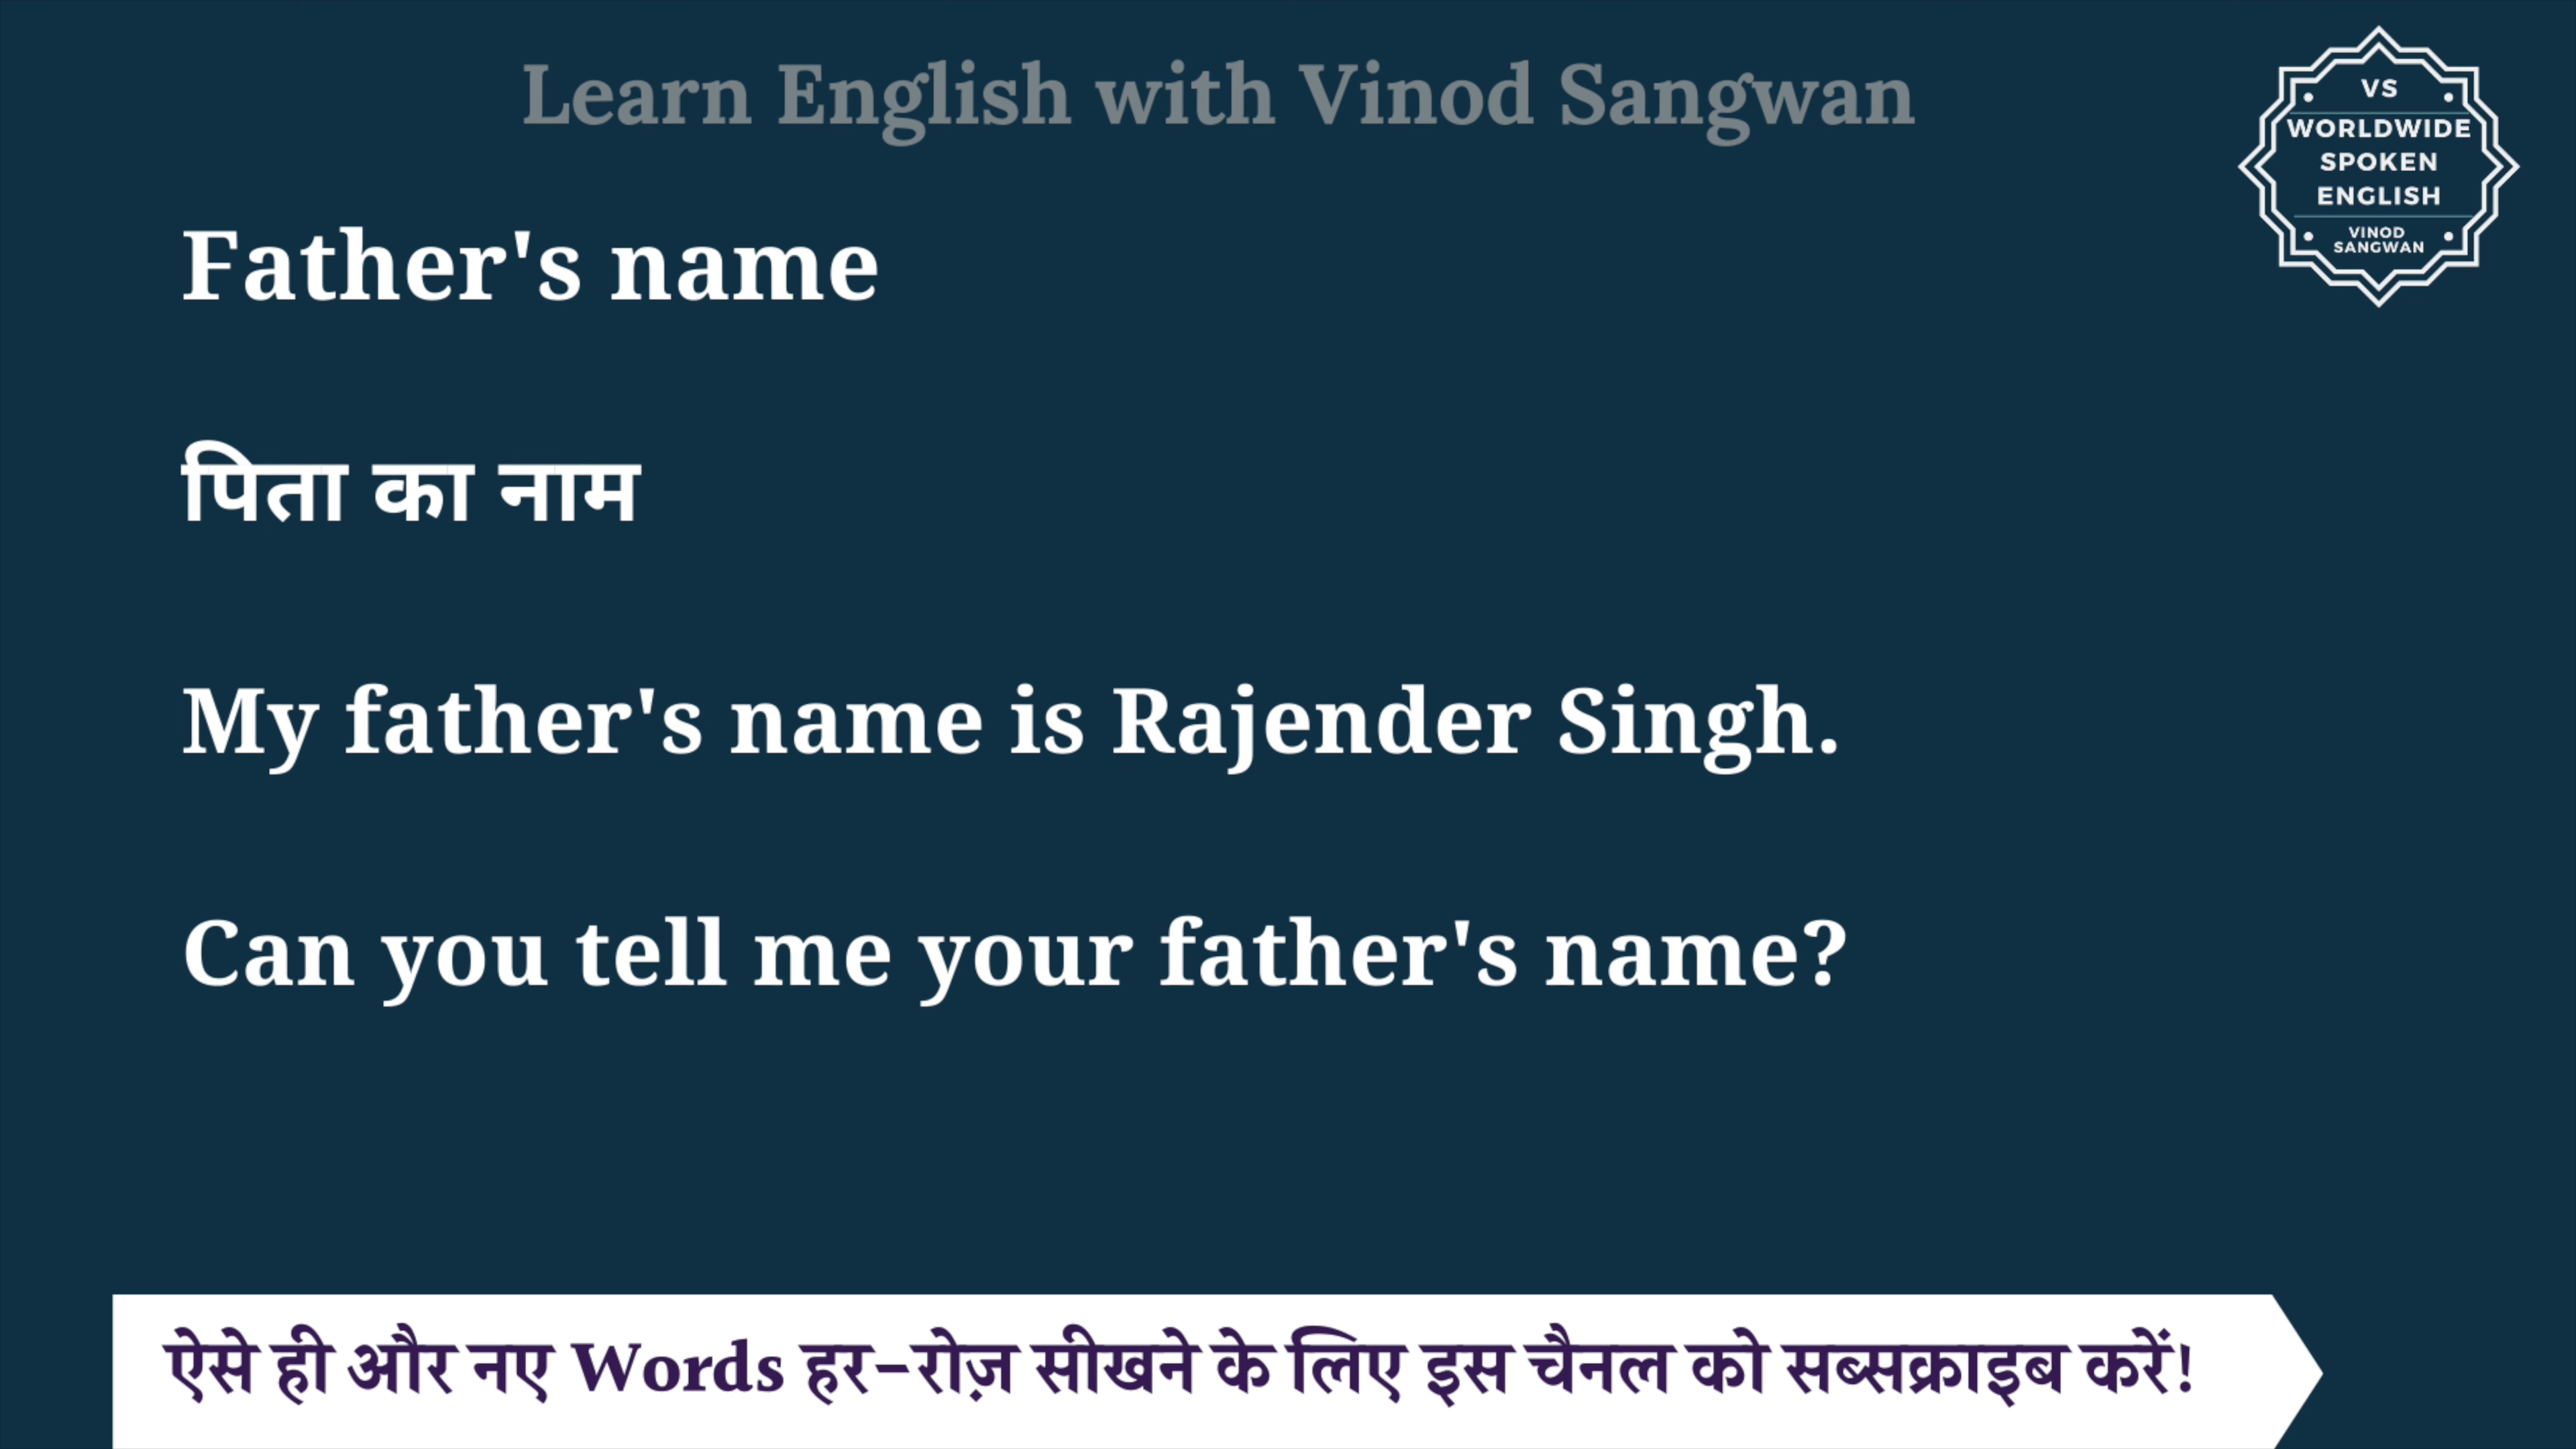 Learn English with Vinod Sangwan
VS
WORLDWIDE
SPOKEN
ENGLISH
VINOD
SANGWAN
Father's name
पिता का नाम
My father's name is Rajender Singh.
Can you tell me your father's name?
ऐसे ही और नए Words हर-रोज़ सीखने के लिए इस चैनल को सब्सक्राइब करें!